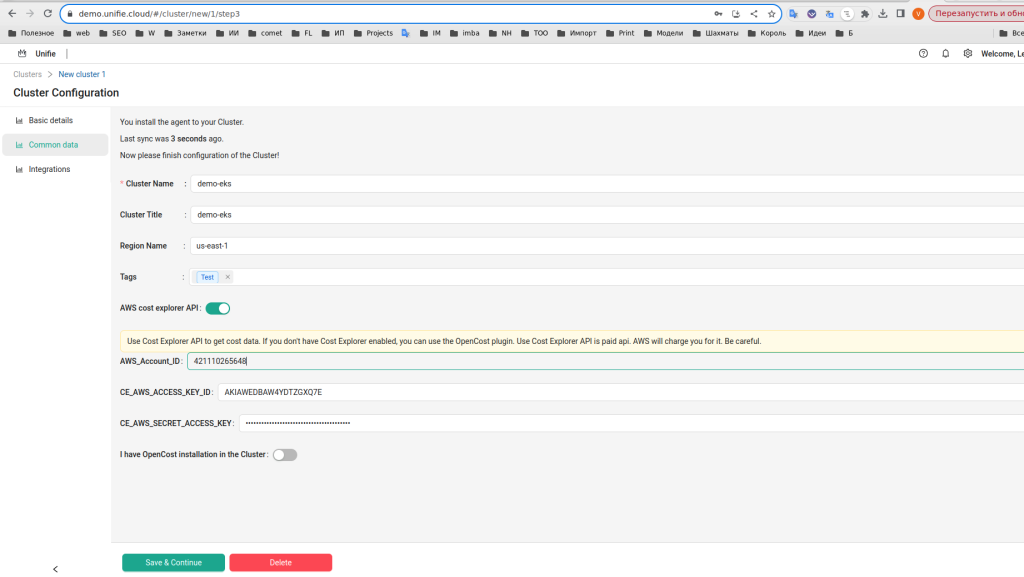 demo.unifie.cloud/#/cluster/new/1/step3
V
Перезапустить и обн
Полезное web SEO W Заметки ИИ comet FL ИП Projects IM imba NH ТОО Импорт Print Модели Шахматы Король Идеи Б Все
Unifie
Welcome, Le
Clusters > New cluster 1
Cluster Configuration
Basic details
Common data
Integrations
You install the agent to your Cluster.
Last sync was 3 seconds ago.
Now please finish configuration of the Cluster!
* Cluster Name : demo-eks
Cluster Title : demo-eks
Region Name : us-east-1
Tags : Test ×
AWS cost explorer API :
Use Cost Explorer API to get cost data. If you don't have Cost Explorer enabled, you can use the OpenCost plugin. Use Cost Explorer API is paid api. AWS will charge you for it. Be careful.
AWS_Account_ID : 421110265648
CE_AWS_ACCESS_KEY_ID : AKIAWEDBAW4YDTZGXQ7E
CE_AWS_SECRET_ACCESS_KEY :
I have OpenCost installation in the Cluster :
Save & Continue
Delete